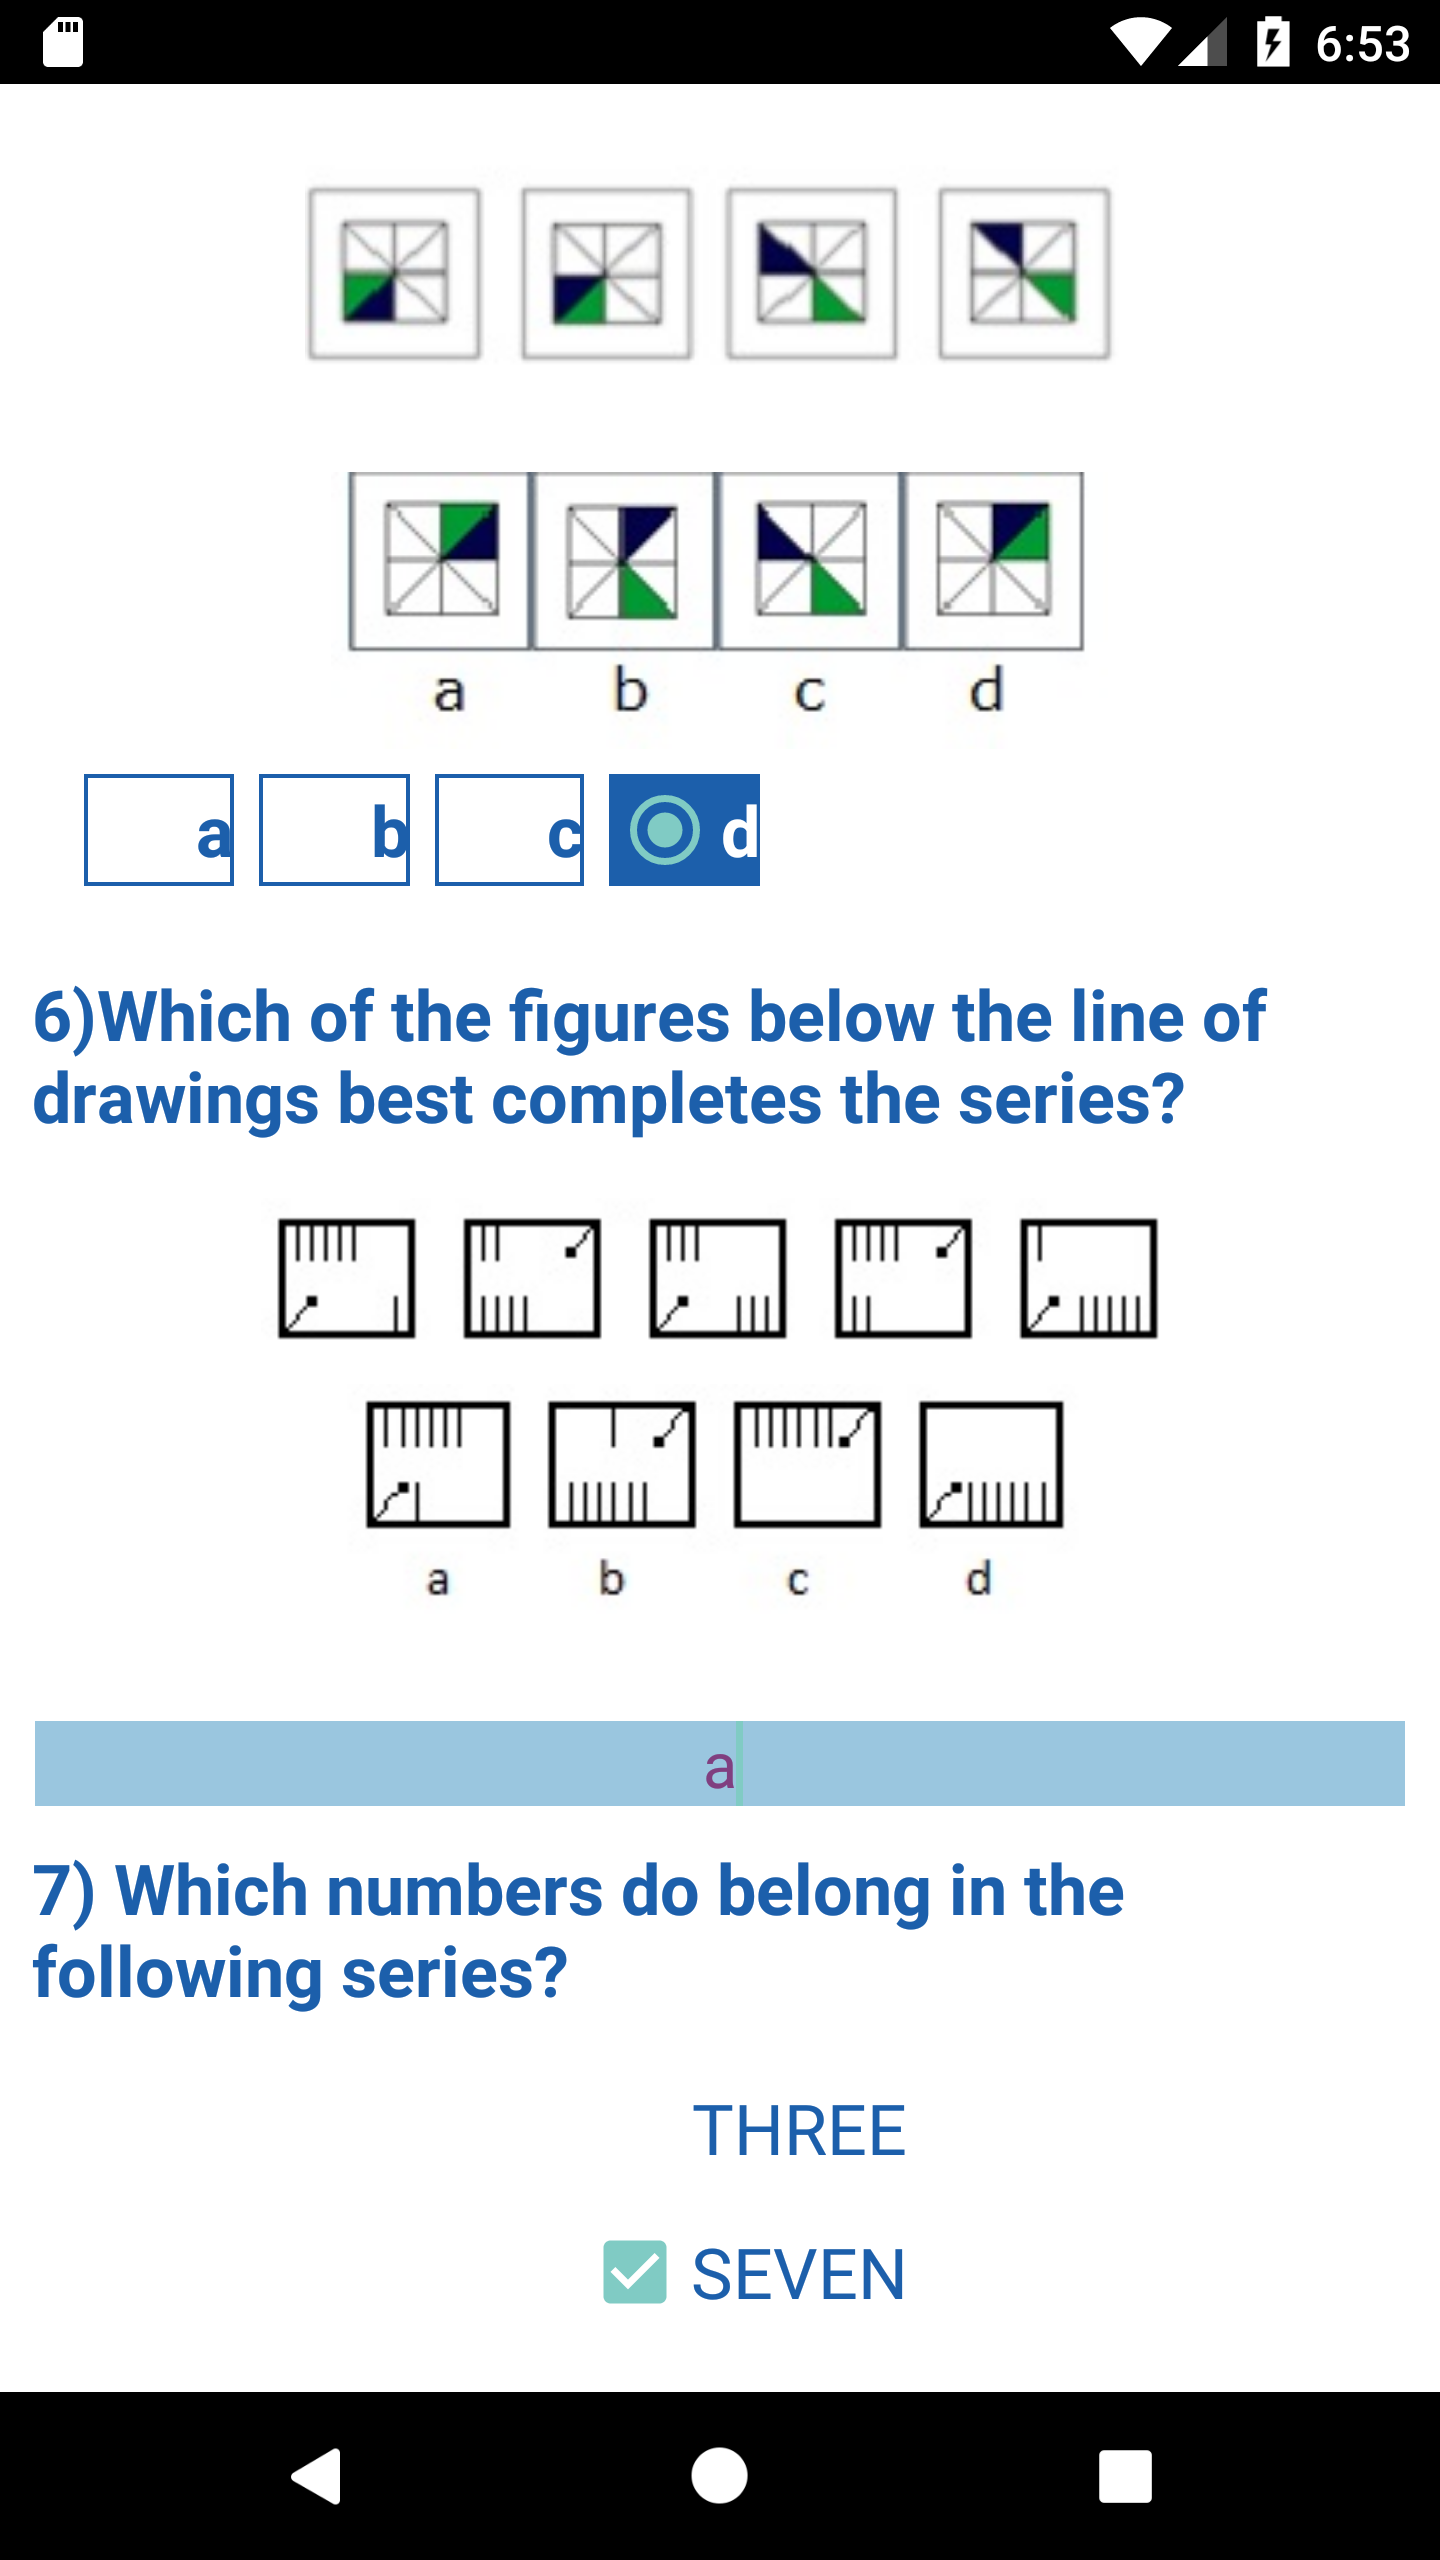 6:53
a b c d
a b c d
6)Which of the figures below the line of
drawings best completes the series?
a b c d
a
7) Which numbers do belong in the
following series?
THREE
SEVEN